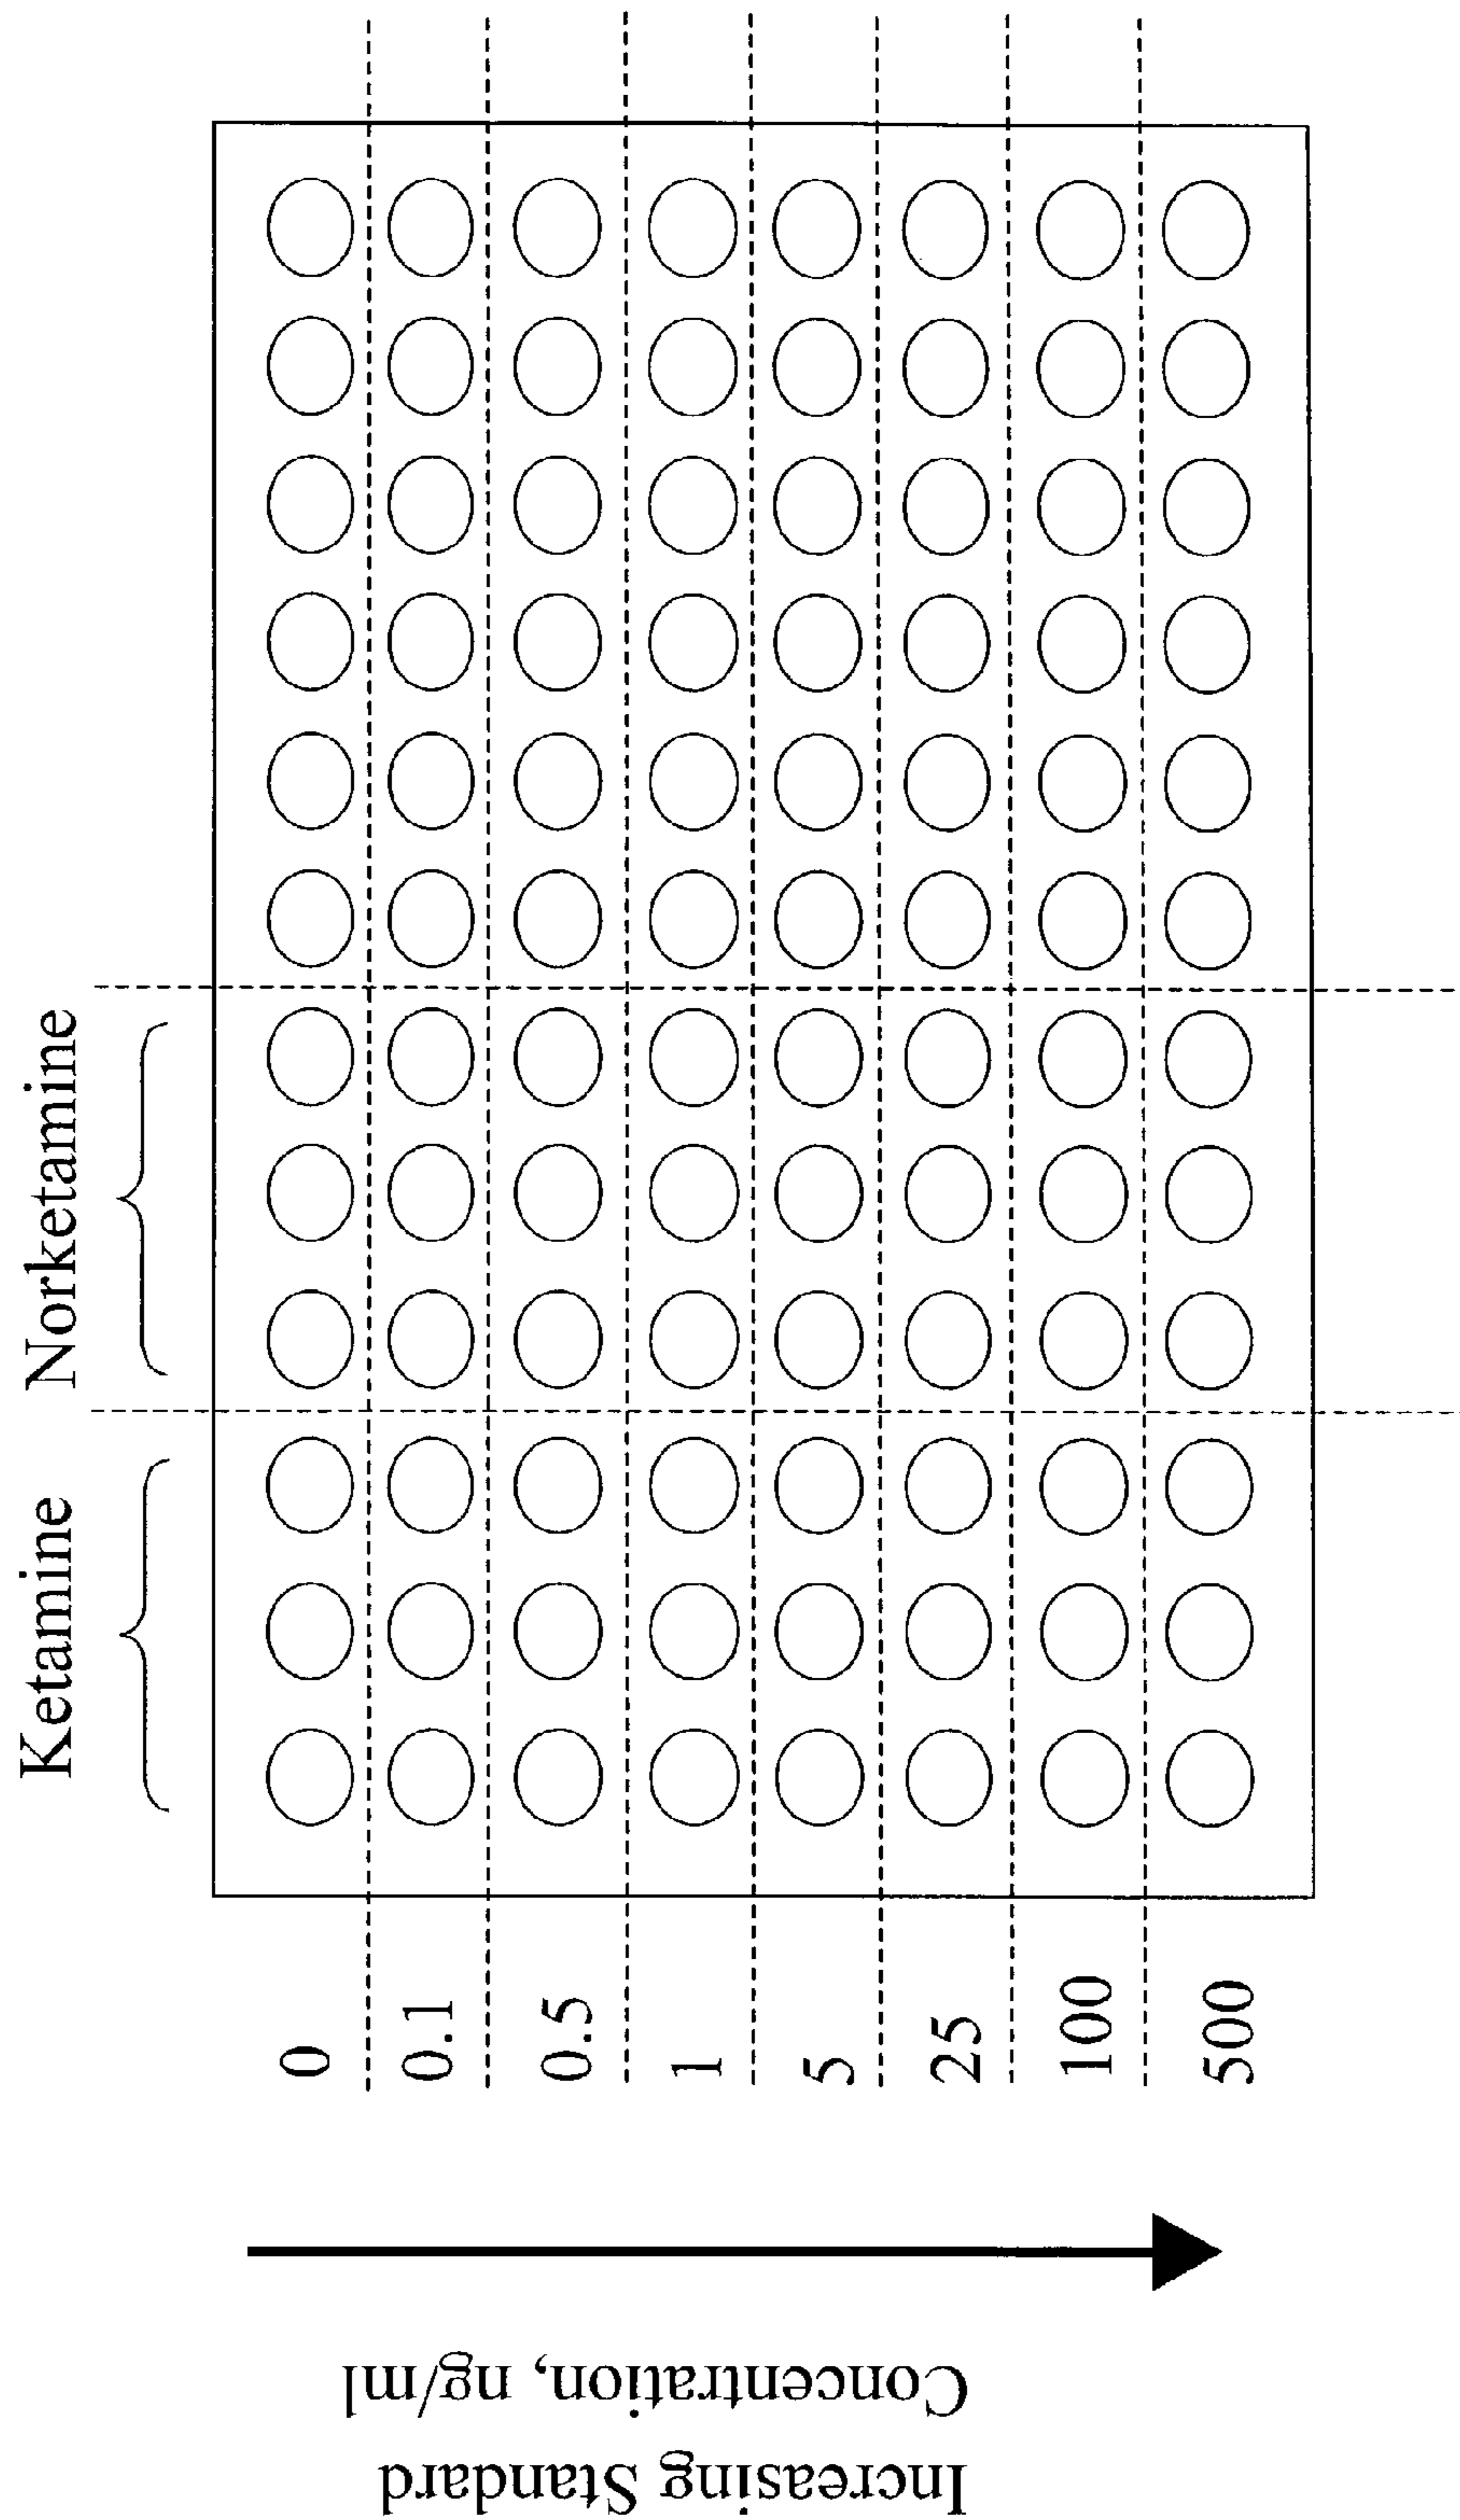 Ketamine
Norketamine
0
0.1
0.5
1
5
25
100
500
Increasing Standard
Concentration, ng/ml